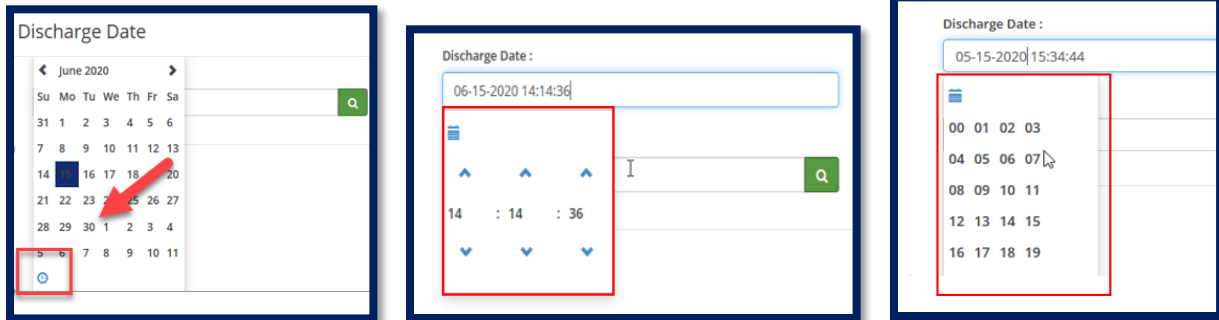 Discharge Date
June 2020
Su Mo Tu We Th Fr Sa
31 1 2 3 4 5 6
7 8 9 10 11 12 13
14 15 16 17 18 20
21 22 23 25 26 27
28 29 30 1 2 3 4
5 6 7 8 9 10 11
Discharge Date :
06-15-2020 14:14:36
14 : 14 : 36
Discharge Date :
05-15-2020 15:34:44
00 01 02 03
04 05 06 07
08 09 10 11
12 13 14 15
16 17 18 19